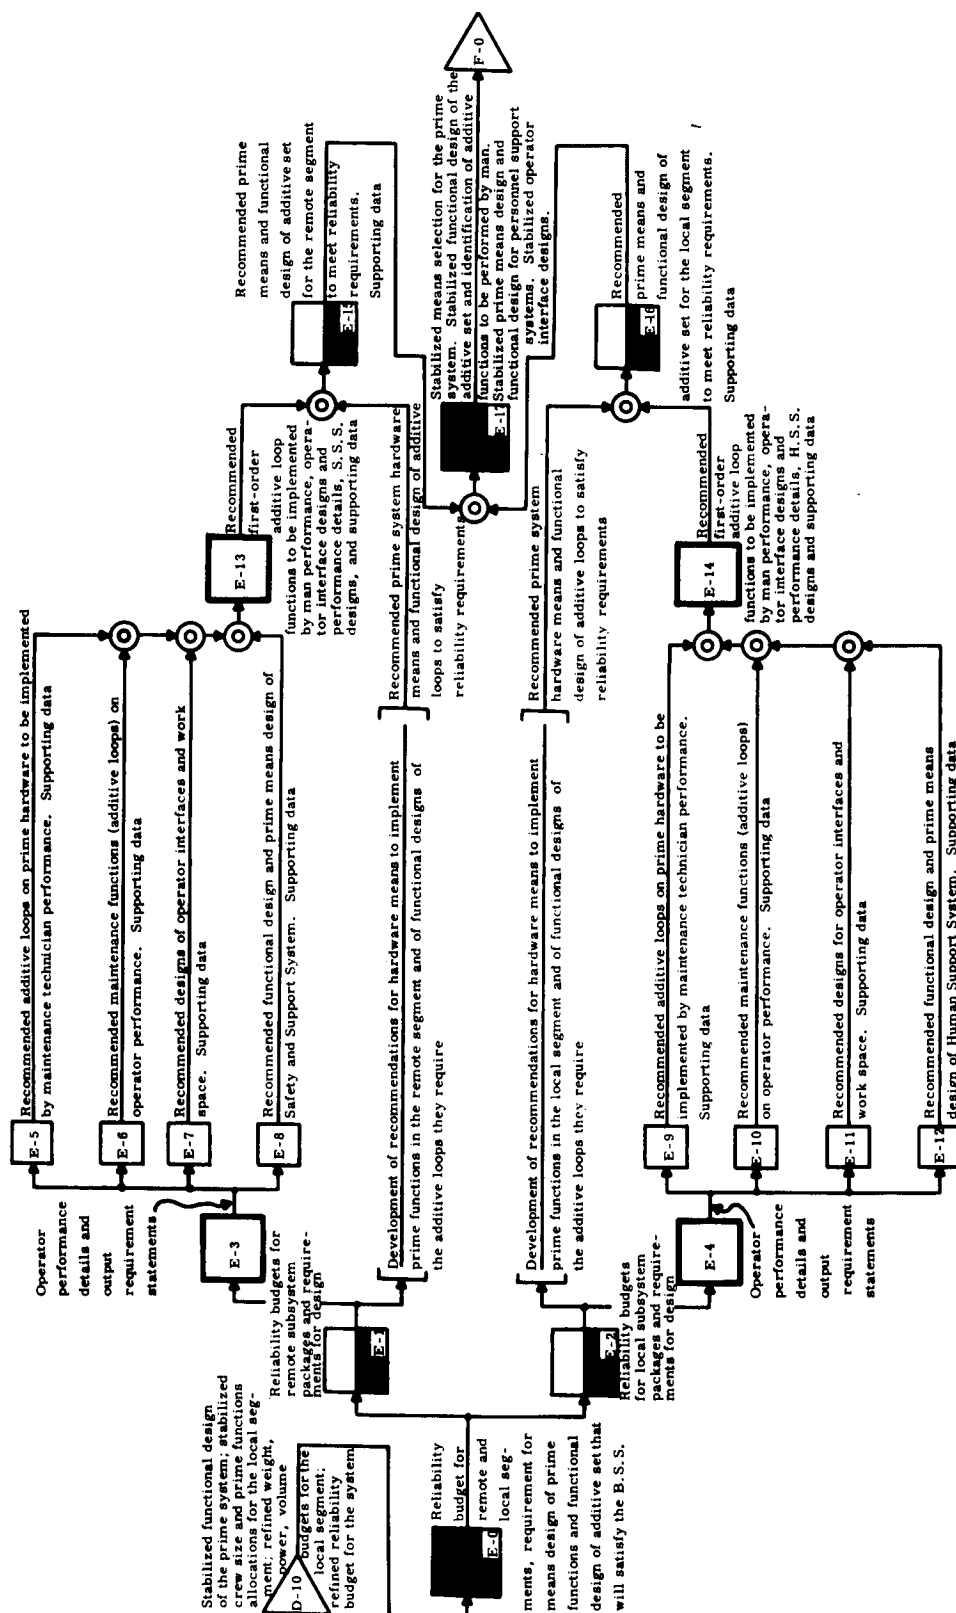 Stabilized functional design
of the prime system; stabilized
crew size and prime functions
allocations for the local seg-
ment; refined weight,
power, volume
budgets for the
local segment;
refined reliability
budget for the system
D-10
E-0
Reliability
budget for
remote and
local seg-
ments, requirement for
means design of prime
functions and functional
design of additive set that
will satisfy the B.S.S.
E-1
Reliability budgets for
remote subsystem
packages and require-
ments for design
E-2
Reliability budgets
for local subsystem
packages and require-
ments for design
E-3
Operator
performance
details and
output
requirement
statements
E-4
Operator
performance
details and
output
requirement
statements
E-5
Recommended additive loops on prime hardware to be implemented
by maintenance technician performance. Supporting data
E-6
Recommended maintenance functions (additive loops) on
operator performance. Supporting data
E-7
Recommended designs of operator interfaces and work
space. Supporting data
E-8
Recommended functional design and prime means design of
Safety and Support System. Supporting data
Development of recommendations for hardware means to implement
prime functions in the remote segment and of functional designs of
the additive loops they require
Development of recommendations for hardware means to implement
prime functions in the local segment and of functional designs of
the additive loops they require
E-9
Recommended additive loops on prime hardware to be
implemented by maintenance technician performance.
Supporting data
E-10
Recommended maintenance functions (additive loops)
on operator performance. Supporting data
E-11
Recommended designs for operator interfaces and
work space. Supporting data
E-12
Recommended functional design and prime means
design of Human Support System. Supporting data
E-13
Recommended
first-order
additive loop
functions to be implemented
by man performance, opera-
tor interface designs and
performance details, S.S.S.
designs, and supporting data
Recommended prime system hardware
means and functional design of additive
loops to satisfy
reliability requirements
Recommended prime system
hardware means and functional
design of additive loops to satisfy
reliability requirements
E-14
Recommended
first-order
additive loop
functions to be implemented
by man performance, opera-
tor interface designs and
performance details, H.S.S.
designs and supporting data
E-15
Recommended prime
means and functional
design of additive set
for the remote segment
to meet reliability
requirements.
Supporting data
E-16
Recommended
prime means and
functional design of
additive set for the local segment
to meet reliability requirements.
Supporting data
E-17
Stabilized means selection for the prime
system. Stabilized functional design of the
additive set and identification of additive
functions to be performed by man.
Stabilized prime means design and
functional design for personnel support
systems. Stabilized operator
interface designs.
F-0